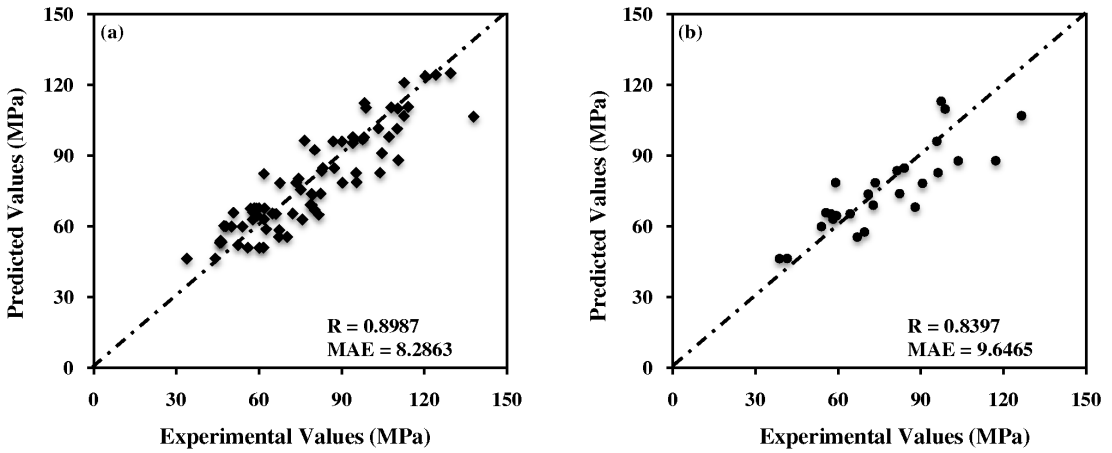 (a)
Predicted Values (MPa)
150
120
90
60
30
0
R = 0.8987
MAE = 8.2863
0 30 60 90 120 150
Experimental Values (MPa)
(b)
Predicted Values (MPa)
150
120
90
60
30
0
R = 0.8397
MAE = 9.6465
0 30 60 90 120 150
Experimental Values (MPa)